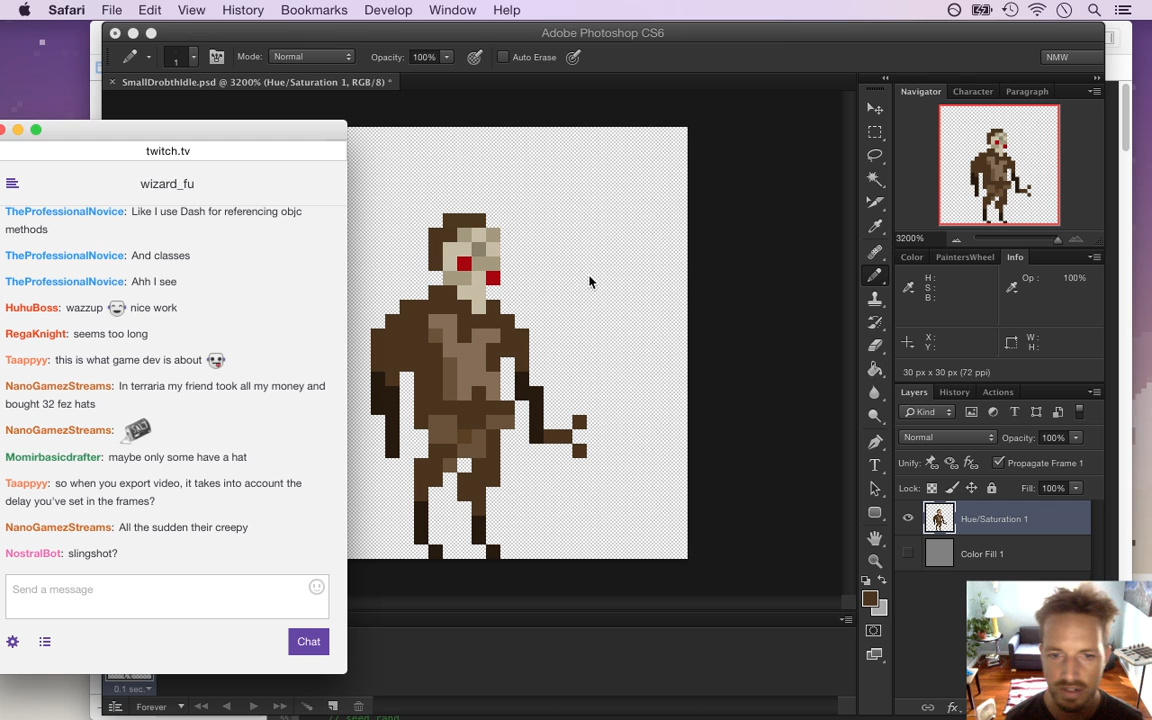 Safari File Edit View History Bookmarks Develop Window Help
Adobe Photoshop CS6
1 Mode: Normal Opacity: 100% Auto Erase NMW
SmallDrobthIdle.psd @ 3200% (Hue/Saturation 1, RGB/8) *
twitch.tv
wizard_fu
TheProfessionalNovice: Like I use Dash for referencing objc
methods
TheProfessionalNovice: And classes
TheProfessionalNovice: Ahh I see
HuhuBoss: wazzup nice work
RegaKnight: seems too long
Taappyy: this is what game dev is about
NanoGamezStreams: In terraria my friend took all my money and
bought 32 fez hats
NanoGamezStreams:
Momirbasicdrafter: maybe only some have a hat
Taappyy: so when you export video, it takes into account the
delay you've set in the frames?
NanoGamezStreams: All the sudden their creepy
NostralBot: slingshot?
Send a message
Chat
0.1 sec.
Forever
// seed rand
Navigator Character Paragraph
3200%
Color PaintersWheel Info
H: Op: 100%
S:
B:
X: W:
Y: H:
30 px x 30 px (72 ppi)
Layers History Actions
Kind
Normal Opacity: 100%
Unify: Propagate Frame 1
Lock: Fill: 100%
Hue/Saturation 1
Color Fill 1
fx